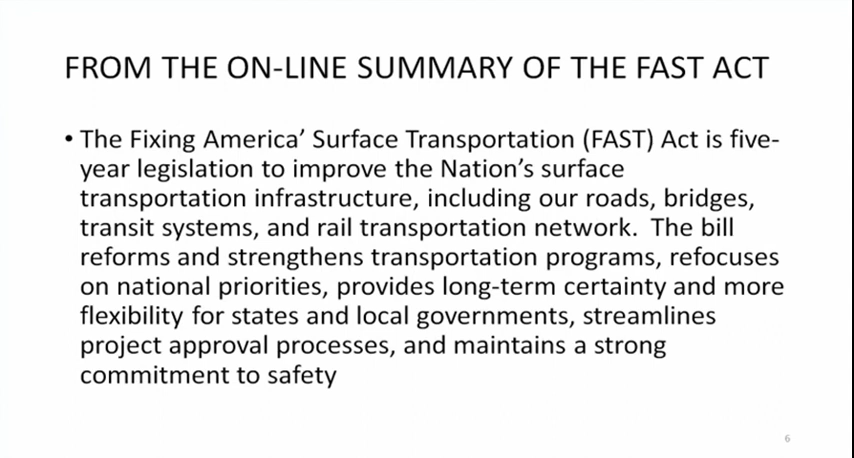 FROM THE ON-LINE SUMMARY OF THE FAST ACT
• The Fixing America’ Surface Transportation (FAST) Act is five-
year legislation to improve the Nation’s surface
transportation infrastructure, including our roads, bridges,
transit systems, and rail transportation network.  The bill
reforms and strengthens transportation programs, refocuses
on national priorities, provides long-term certainty and more
flexibility for states and local governments, streamlines
project approval processes, and maintains a strong
commitment to safety
6